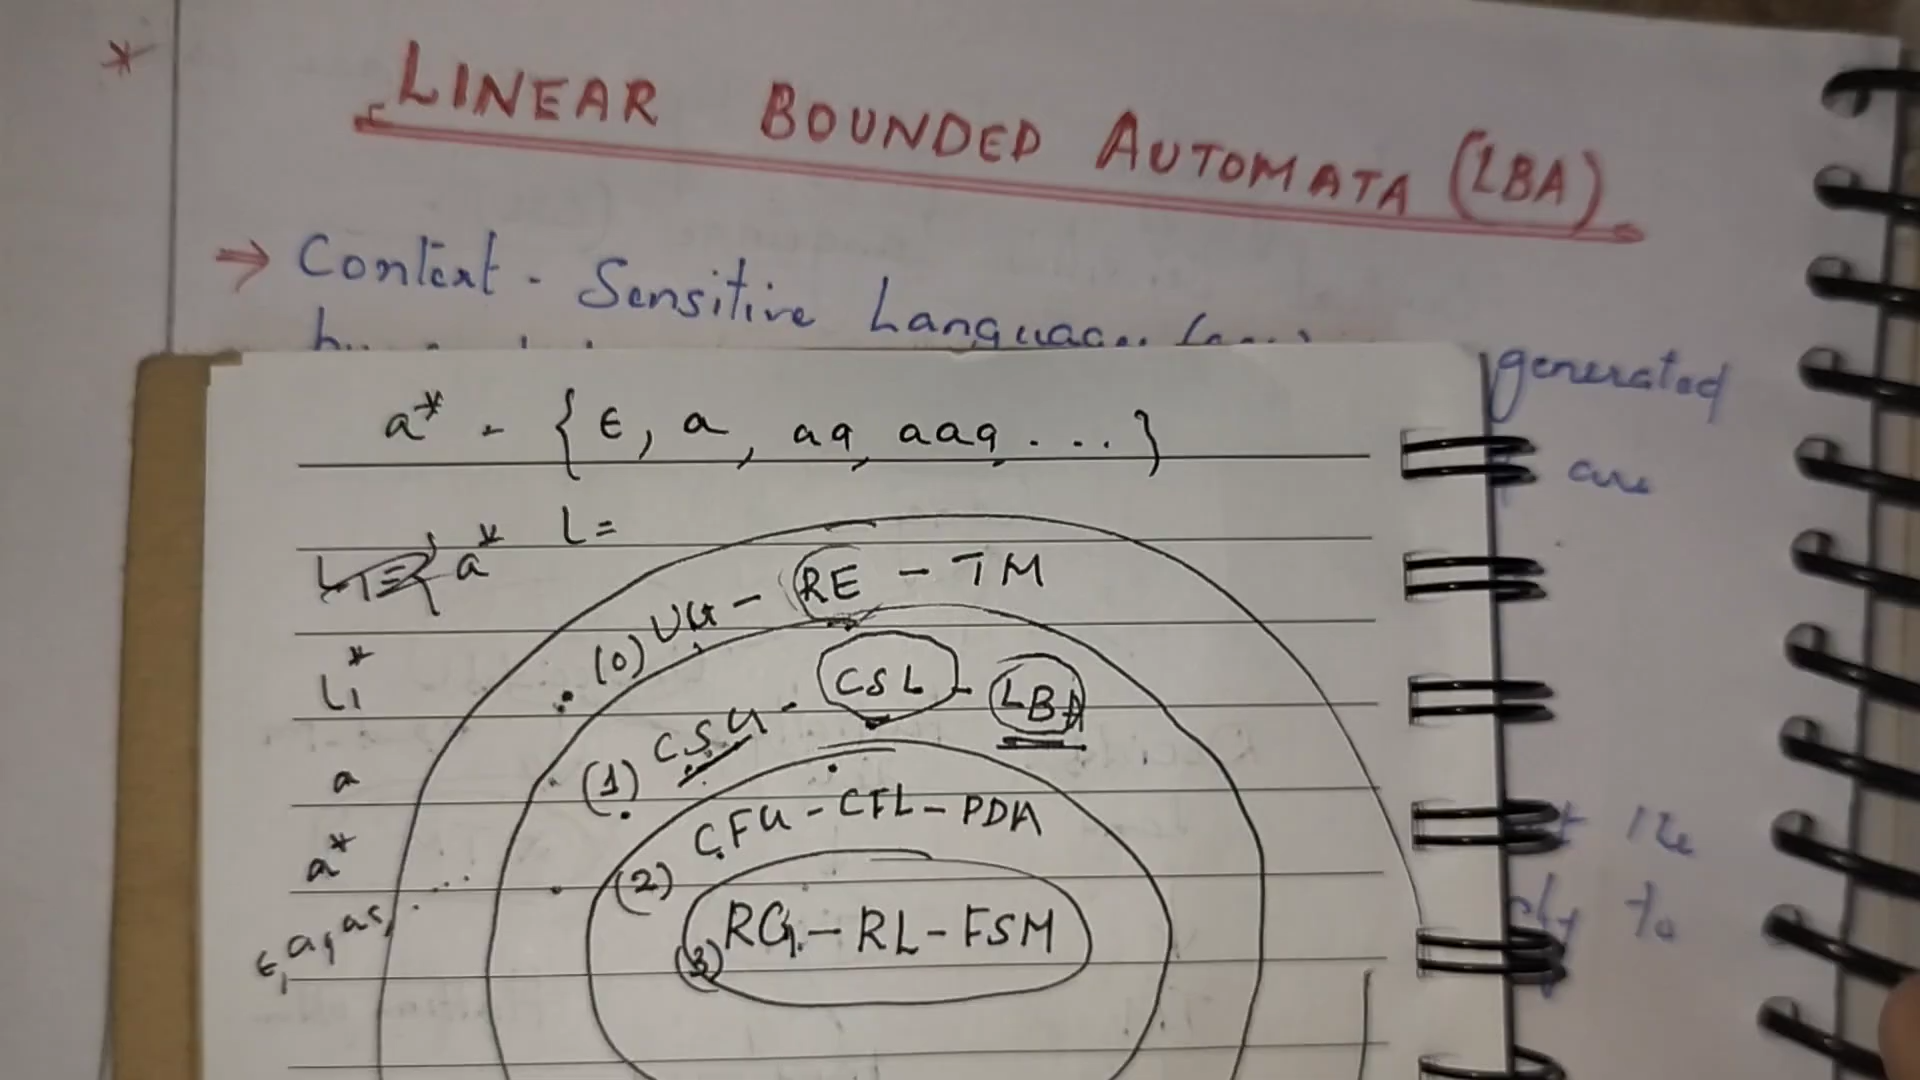 *
LINEAR BOUNDED AUTOMATA (LBA)
→ Context - Sensitive Language
generated
are
a* - { ε, a, aa, aaa, . . . }
L =
a*
L1*
a
a*
ε, a, aa,
(0) UG - RE - TM
(1) CSG - CSL - LBA
(2) CFG - CFL - PDA
(3) RG - RL - FSM
to